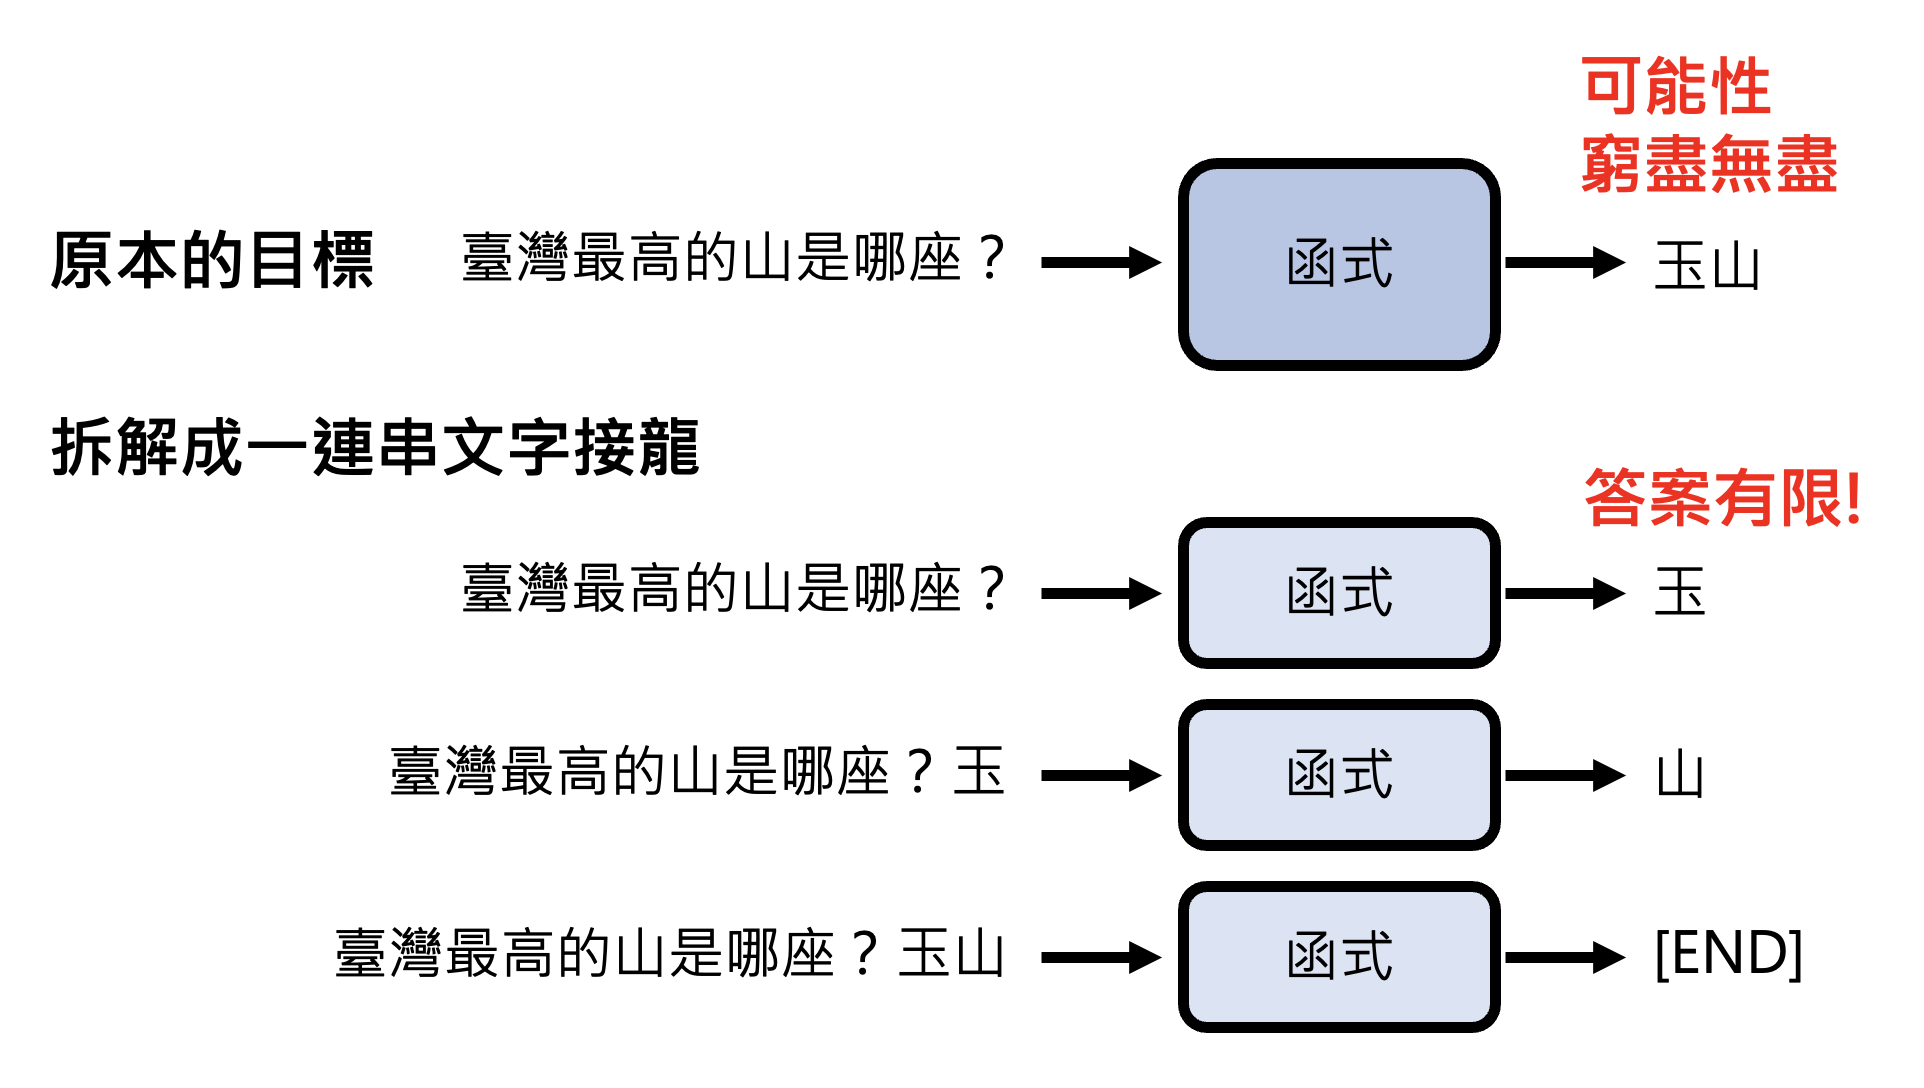 可能性
窮盡無盡
原本的目標
臺灣最高的山是哪座？
函式
玉山
拆解成一連串文字接龍
答案有限!
臺灣最高的山是哪座？
函式
玉
臺灣最高的山是哪座？玉
函式
山
臺灣最高的山是哪座？玉山
函式
[END]